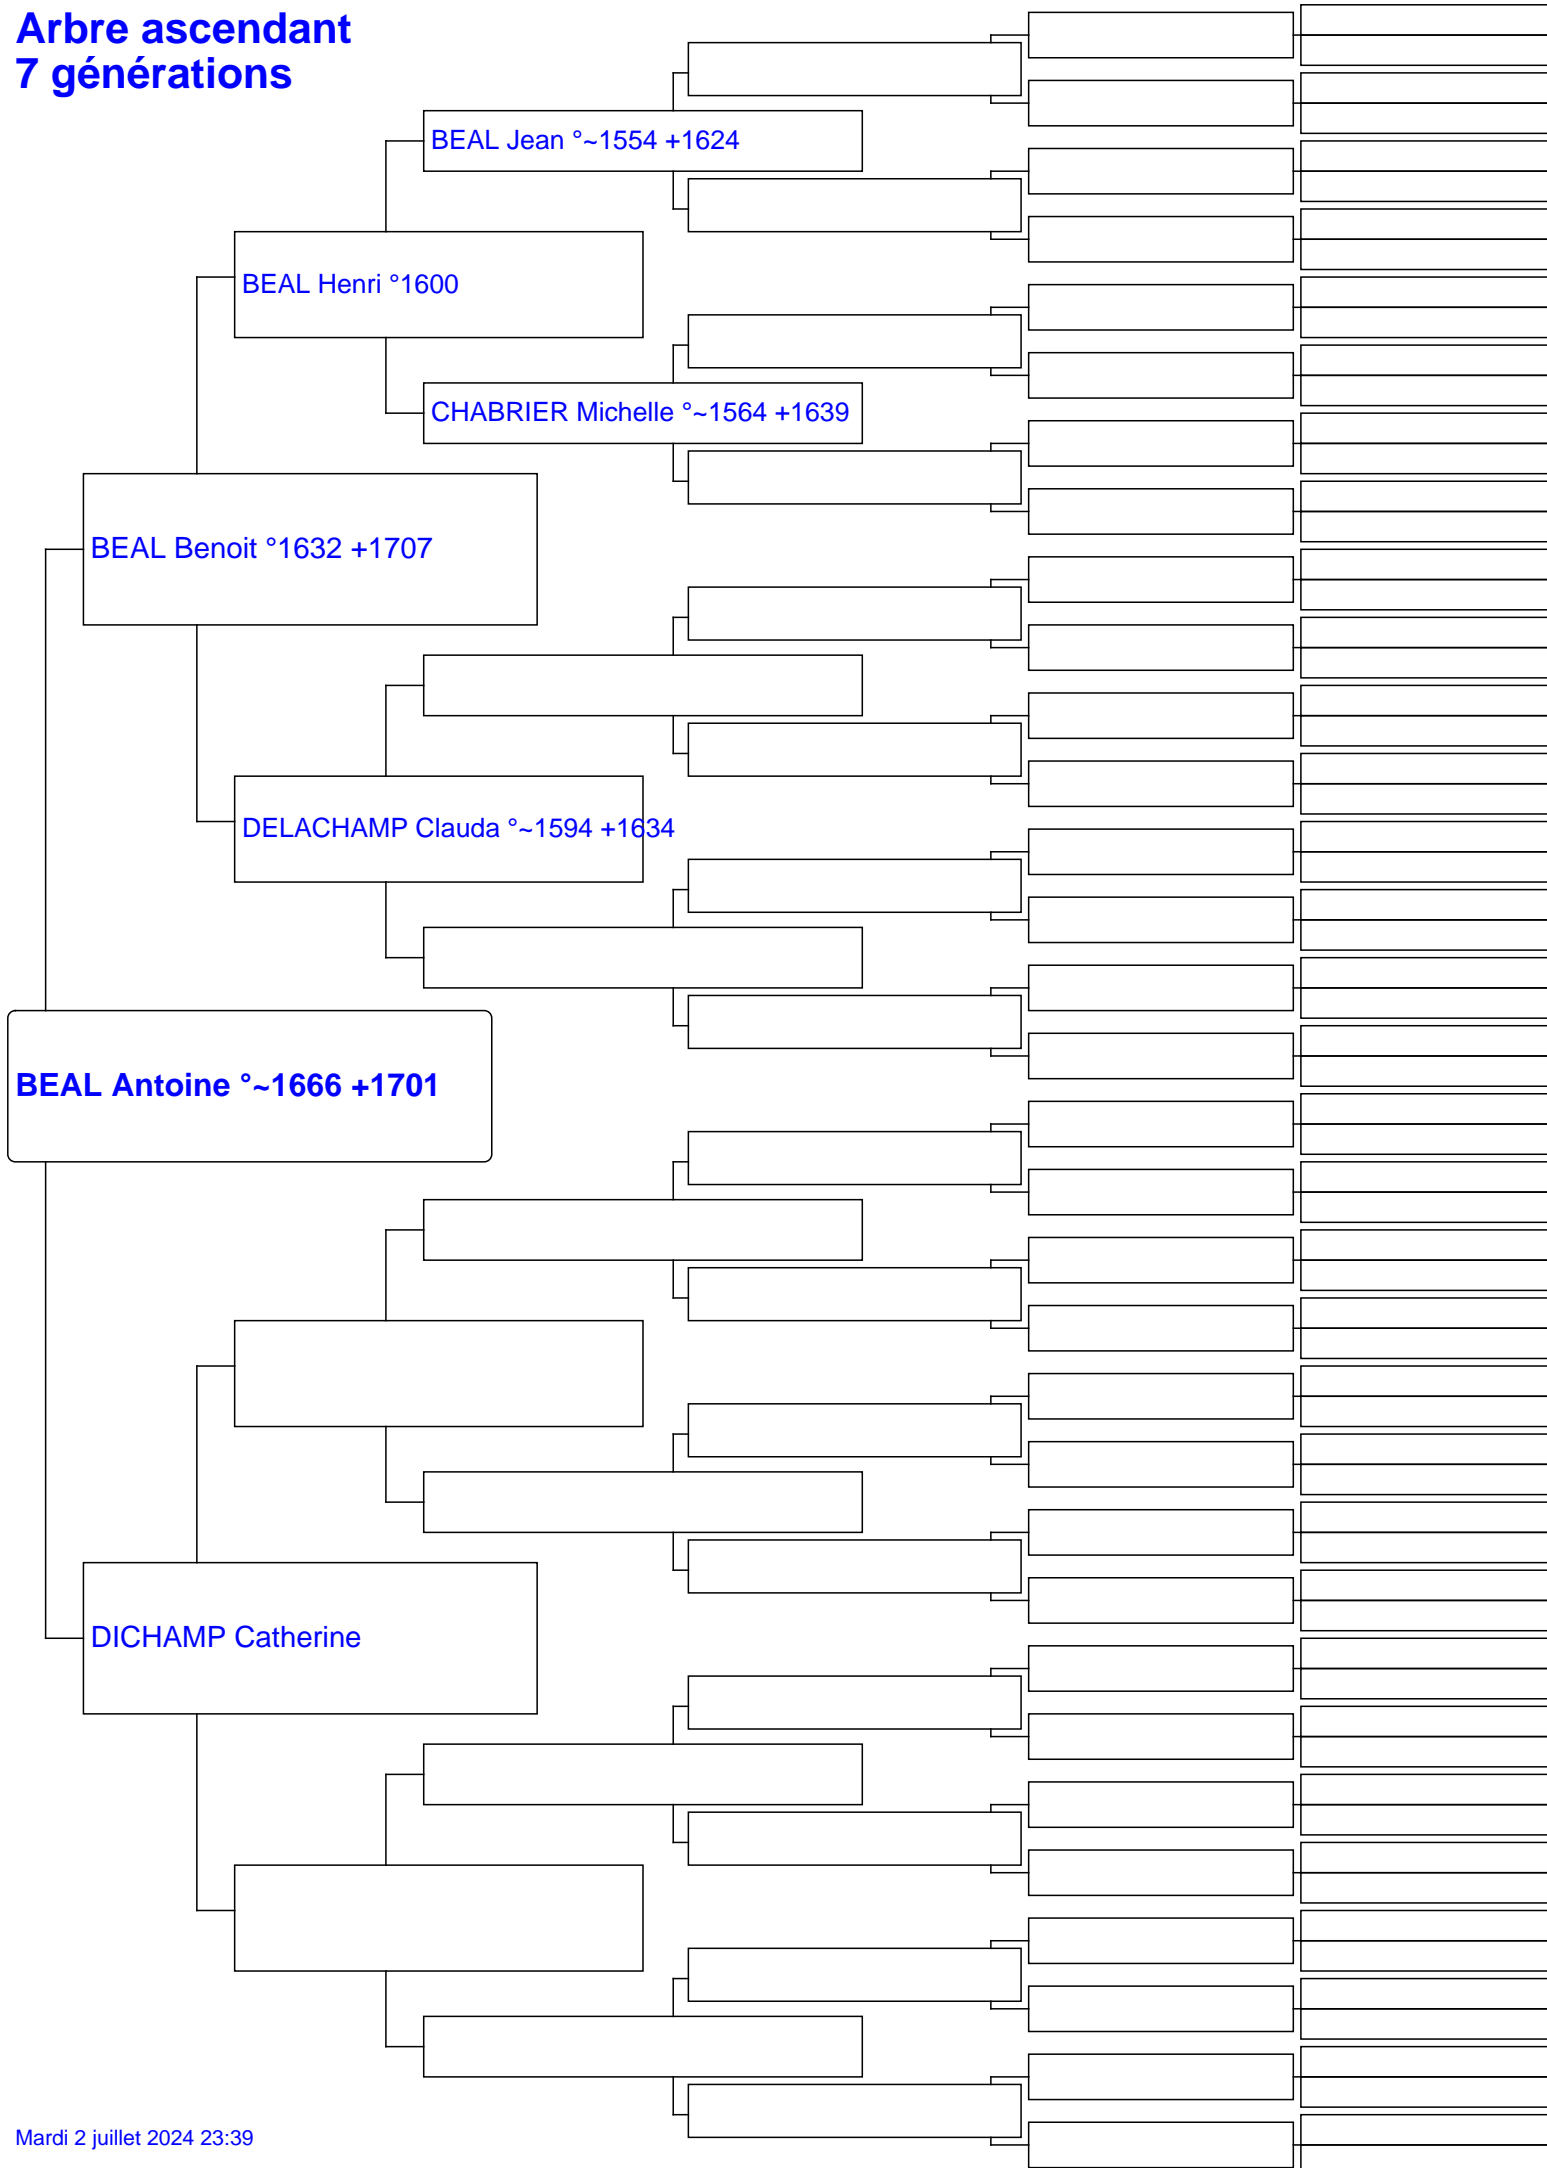 Arbre ascendant
7 générations
BEAL Jean °~1554 +1624
BEAL Henri °1600
CHABRIER Michelle °~1564 +1639
BEAL Benoit °1632 +1707
DELACHAMP Clauda °~1594 +1634
BEAL Antoine °~1666 +1701
DICHAMP Catherine
Mardi 2 juillet 2024 23:39